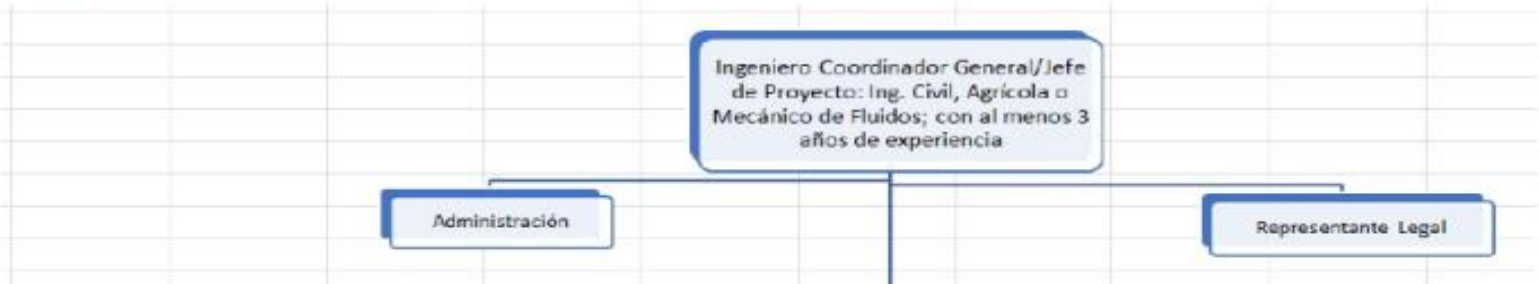 Ingeniero Coordinador General/Jefe
de Proyecto: Ing. Civil, Agrícola o
Mecánico de Fluidos; con al menos 3
años de experiencia
Administración
Representante Legal